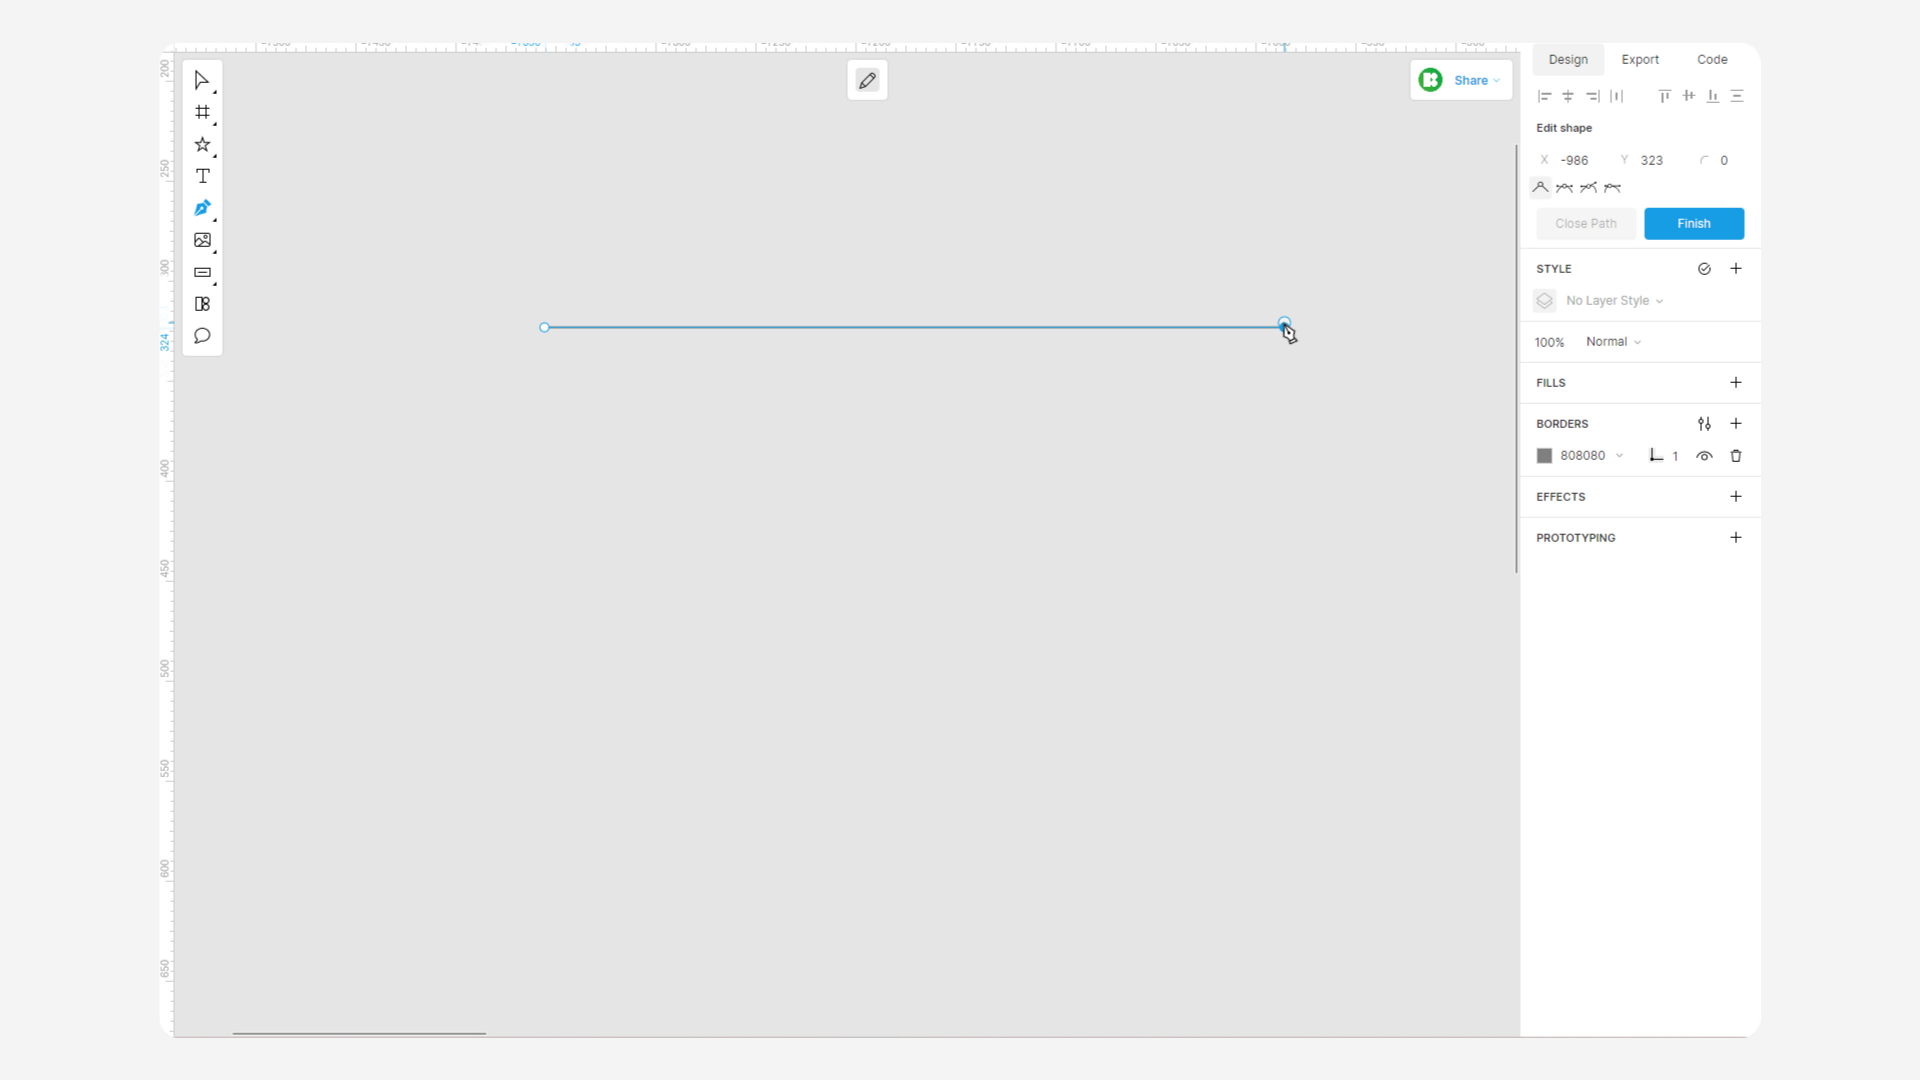 Design Export Code
200
Share
Edit shape
X -986 Y 323 0
250
Close Path Finish
STYLE
No Layer Style
324
100% Normal
FILLS
BORDERS
808080 1
400
EFFECTS
PROTOTYPING
450
500
550
600
650